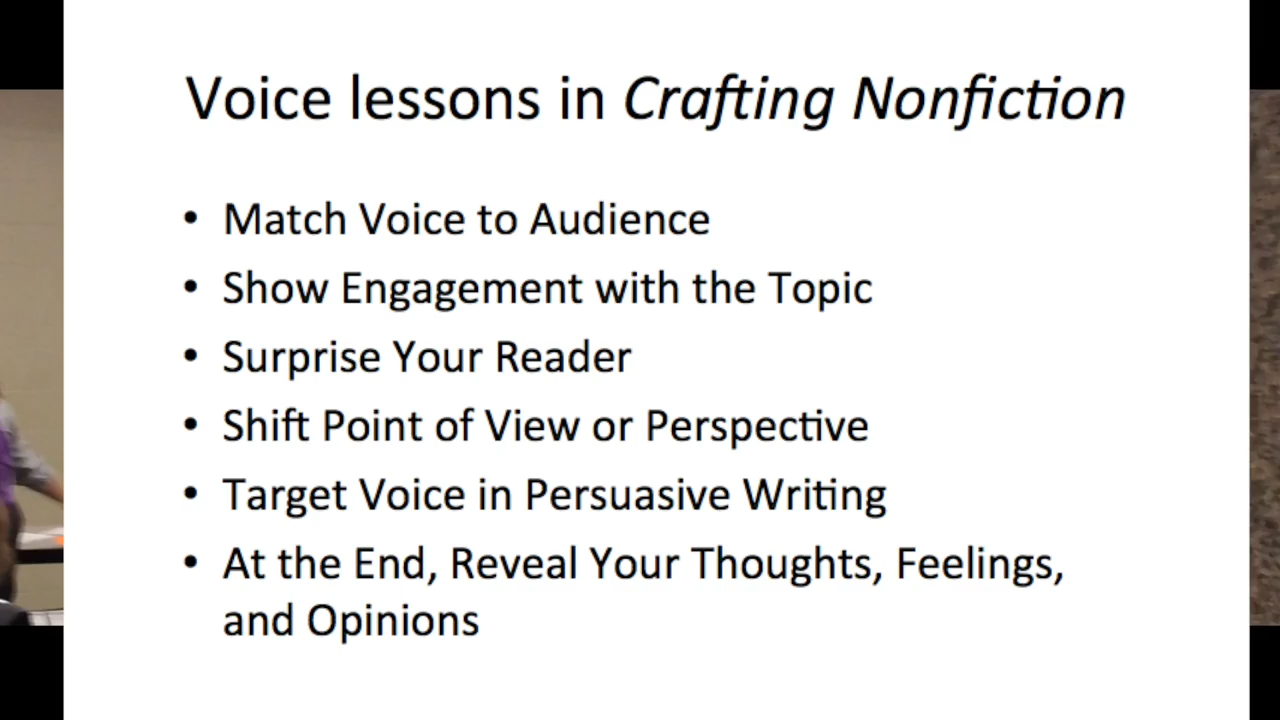 Voice lessons in Crafting Nonfiction
• Match Voice to Audience
• Show Engagement with the Topic
• Surprise Your Reader
• Shift Point of View or Perspective
• Target Voice in Persuasive Writing
• At the End, Reveal Your Thoughts, Feelings,
and Opinions